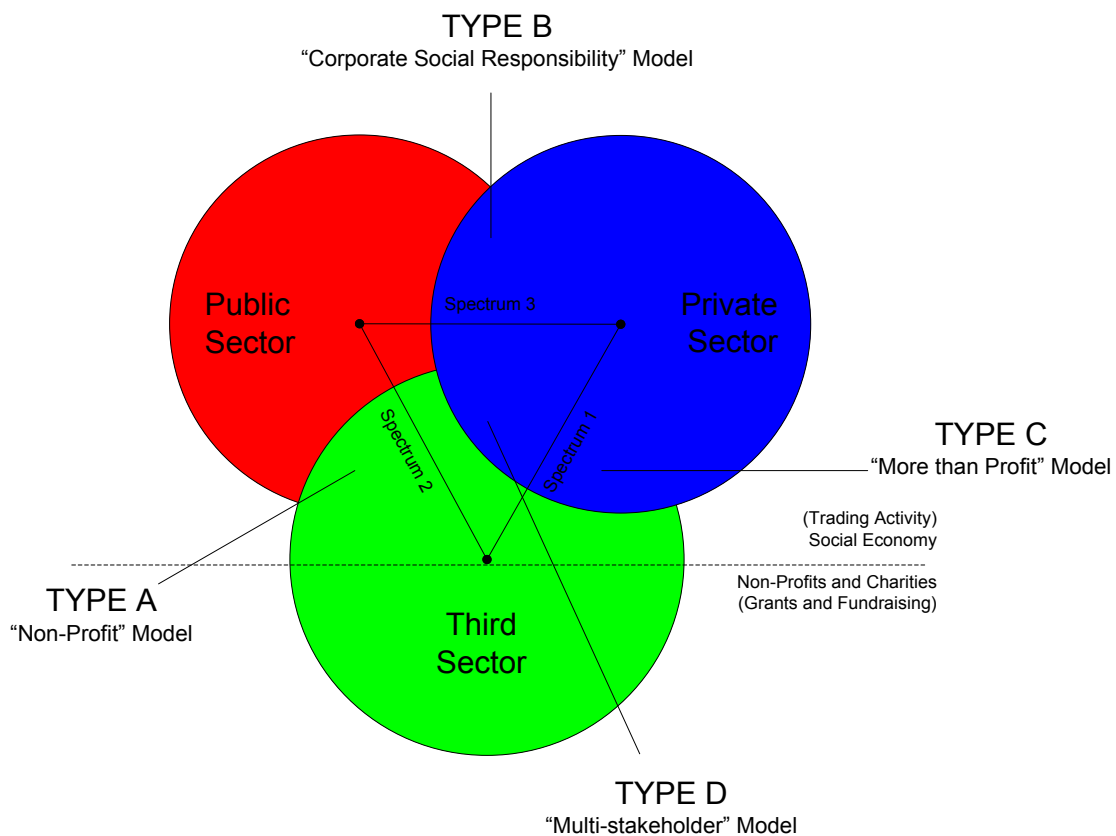 TYPE B
“Corporate Social Responsibility” Model
Public
Sector
Spectrum 3
Private
Sector
Spectrum 2
Spectrum 1
TYPE C
“More than Profit” Model
(Trading Activity)
Social Economy
Non-Profits and Charities
(Grants and Fundraising)
TYPE A
“Non-Profit” Model
Third
Sector
TYPE D
“Multi-stakeholder” Model